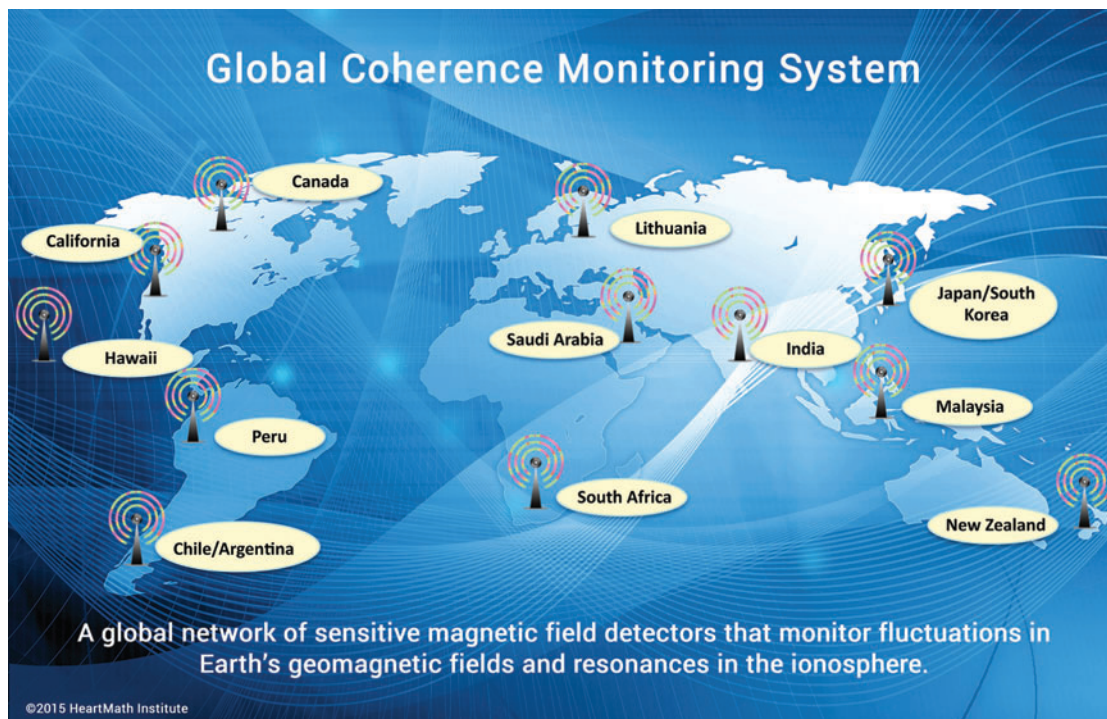 Global Coherence Monitoring System
Canada
California
Lithuania
Japan/South
Korea
Saudi Arabia
India
Hawaii
Malaysia
Peru
South Africa
New Zealand
Chile/Argentina
A global network of sensitive magnetic field detectors that monitor fluctuations in
Earth's geomagnetic fields and resonances in the ionosphere.
©2015 HeartMath Institute